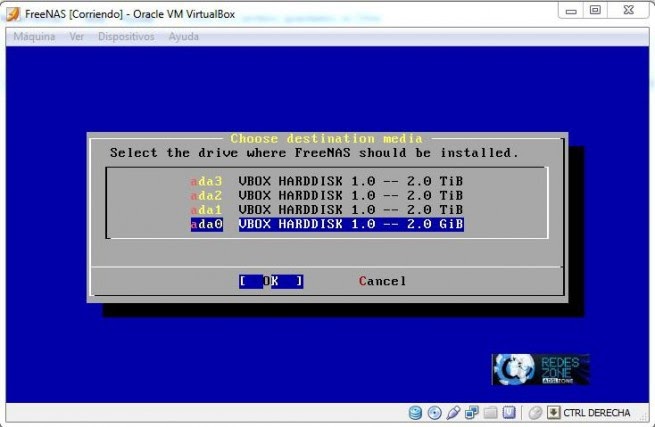 FreeNAS [Corriendo] - Oracle VM VirtualBox
Máquina Ver Dispositivos Ayuda
Choose destination media
Select the drive where FreeNAS should be installed.
ada3 VBOX HARDDISK 1.0 -- 2.0 TiB
ada2 VBOX HARDDISK 1.0 -- 2.0 TiB
ada1 VBOX HARDDISK 1.0 -- 2.0 TiB
ada0 VBOX HARDDISK 1.0 -- 2.0 GiB
[ OK ] Cancel
REDES
ZONE
ADSLZONE
CTRL DERECHA